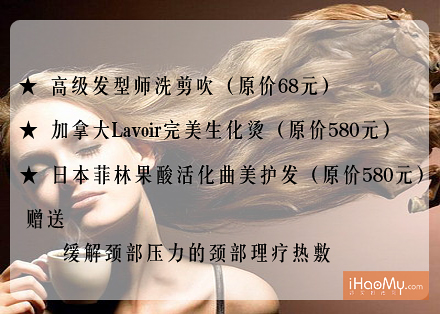 ★ 高级发型师洗剪吹（原价68元）
★ 加拿大Lavoir完美生化烫（原价580元）
★ 日本菲林果酸活化曲美护发（原价580元）
赠送
缓解颈部压力的颈部理疗热敷
iHaoMy.com